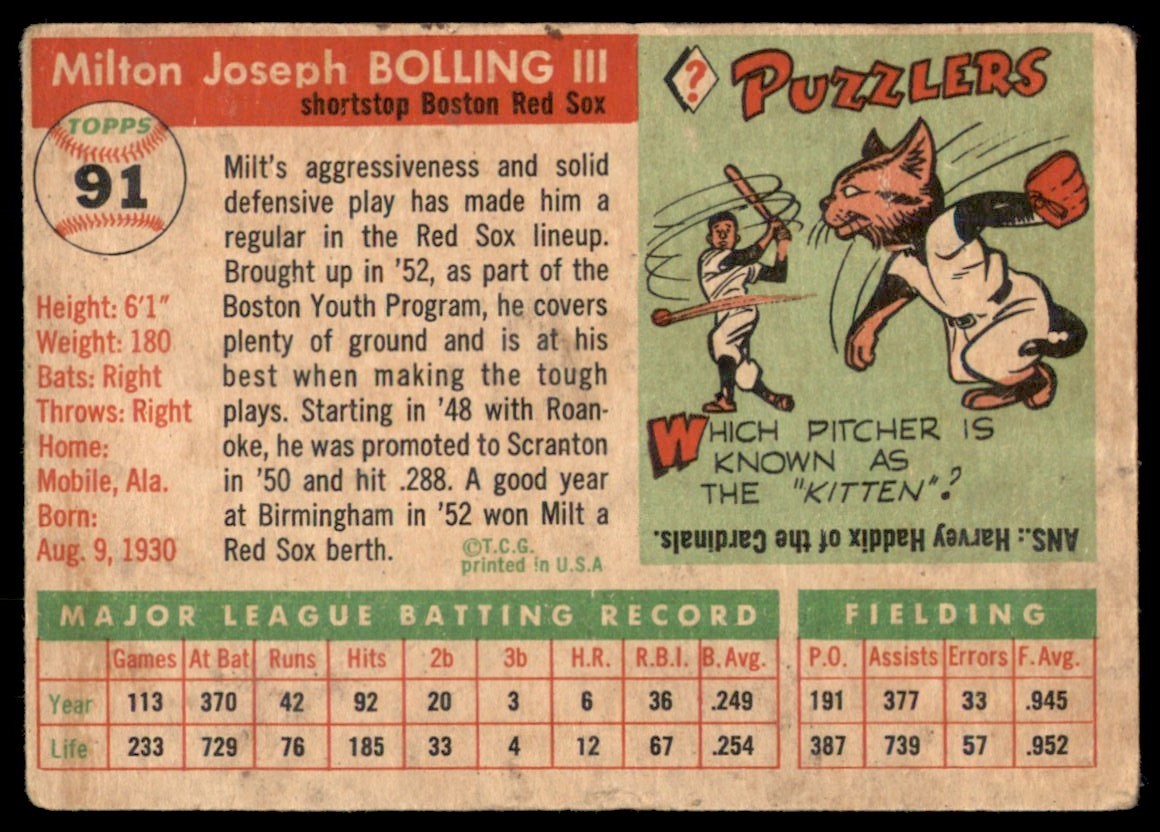 Milton Joseph BOLLING III
shortstop Boston Red Sox
TOPPS
91
Height: 6'1"
Weight: 180
Bats: Right
Throws: Right
Home:
Mobile, Ala.
Born:
Aug. 9, 1930
Milt's aggressiveness and solid
defensive play has made him a
regular in the Red Sox lineup.
Brought up in '52, as part of the
Boston Youth Program, he covers
plenty of ground and is at his
best when making the tough
plays. Starting in '48 with Roan-
oke, he was promoted to Scranton
in '50 and hit .288. A good year
at Birmingham in '52 won Milt a
Red Sox berth.
©T.C.G.
printed in U.S.A
? PUZZLERS
WHICH PITCHER IS
KNOWN AS
THE "KITTEN"?
ANS.: Harvey Haddix of the Cardinals.
MAJOR LEAGUE BATTING RECORD
Games At Bat Runs Hits 2b 3b H.R. R.B.I. B. Avg.
Year 113 370 42 92 20 3 6 36 .249
Life 233 729 76 185 33 4 12 67 .254
FIELDING
P.O. Assists Errors F. Avg.
191 377 33 .945
387 739 57 .952